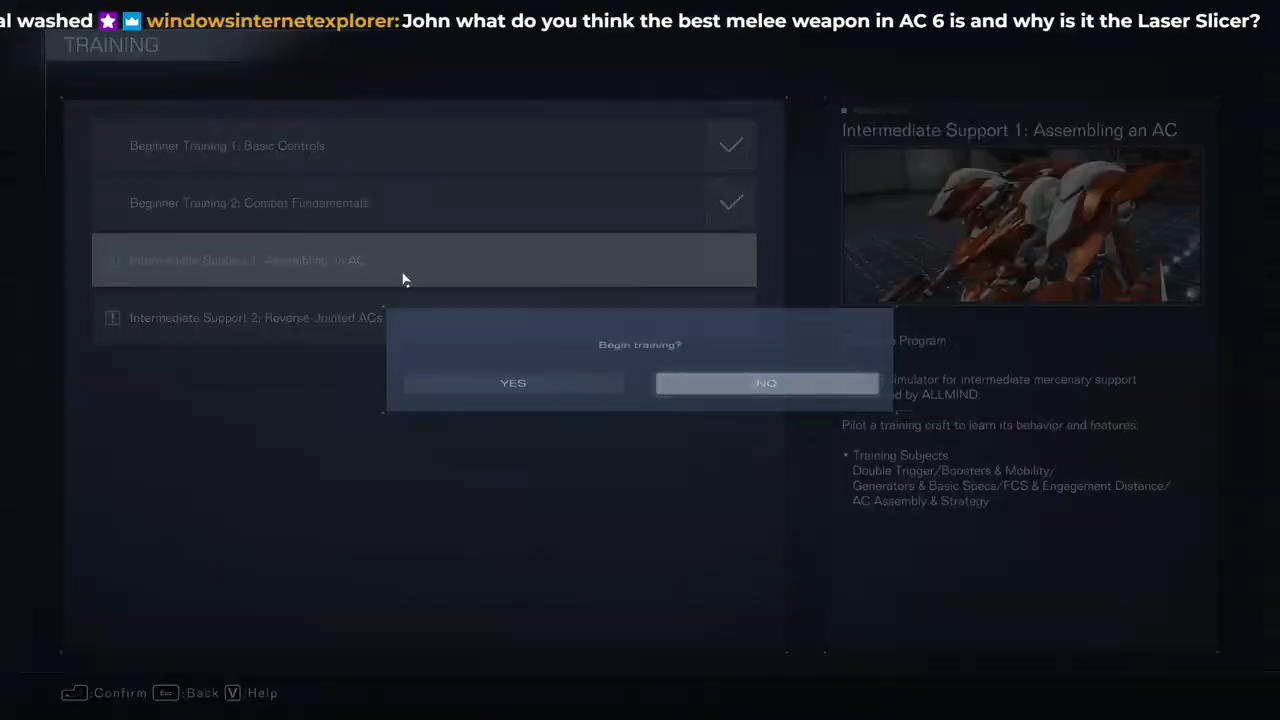 al washed windowsinternetexplorer: John what do you think the best melee weapon in AC 6 is and why is it the Laser Slicer?
TRAINING
Beginner Training 1: Basic Controls
Beginner Training 2: Combat Fundamentals
Intermediate Support 1: Assembling an AC
Intermediate Support 2: Reverse-Jointed ACs
Begin training?
YES
NO
Intermediate Support 1: Assembling an AC
Program
imulator for intermediate mercenary support
ed by ALLMIND.
Pilot a training craft to learn its behavior and features.
• Training Subjects
Double Trigger/Boosters & Mobility/
Generators & Basic Specs/FCS & Engagement Distance/
AC Assembly & Strategy
:Confirm Esc:Back V/Help